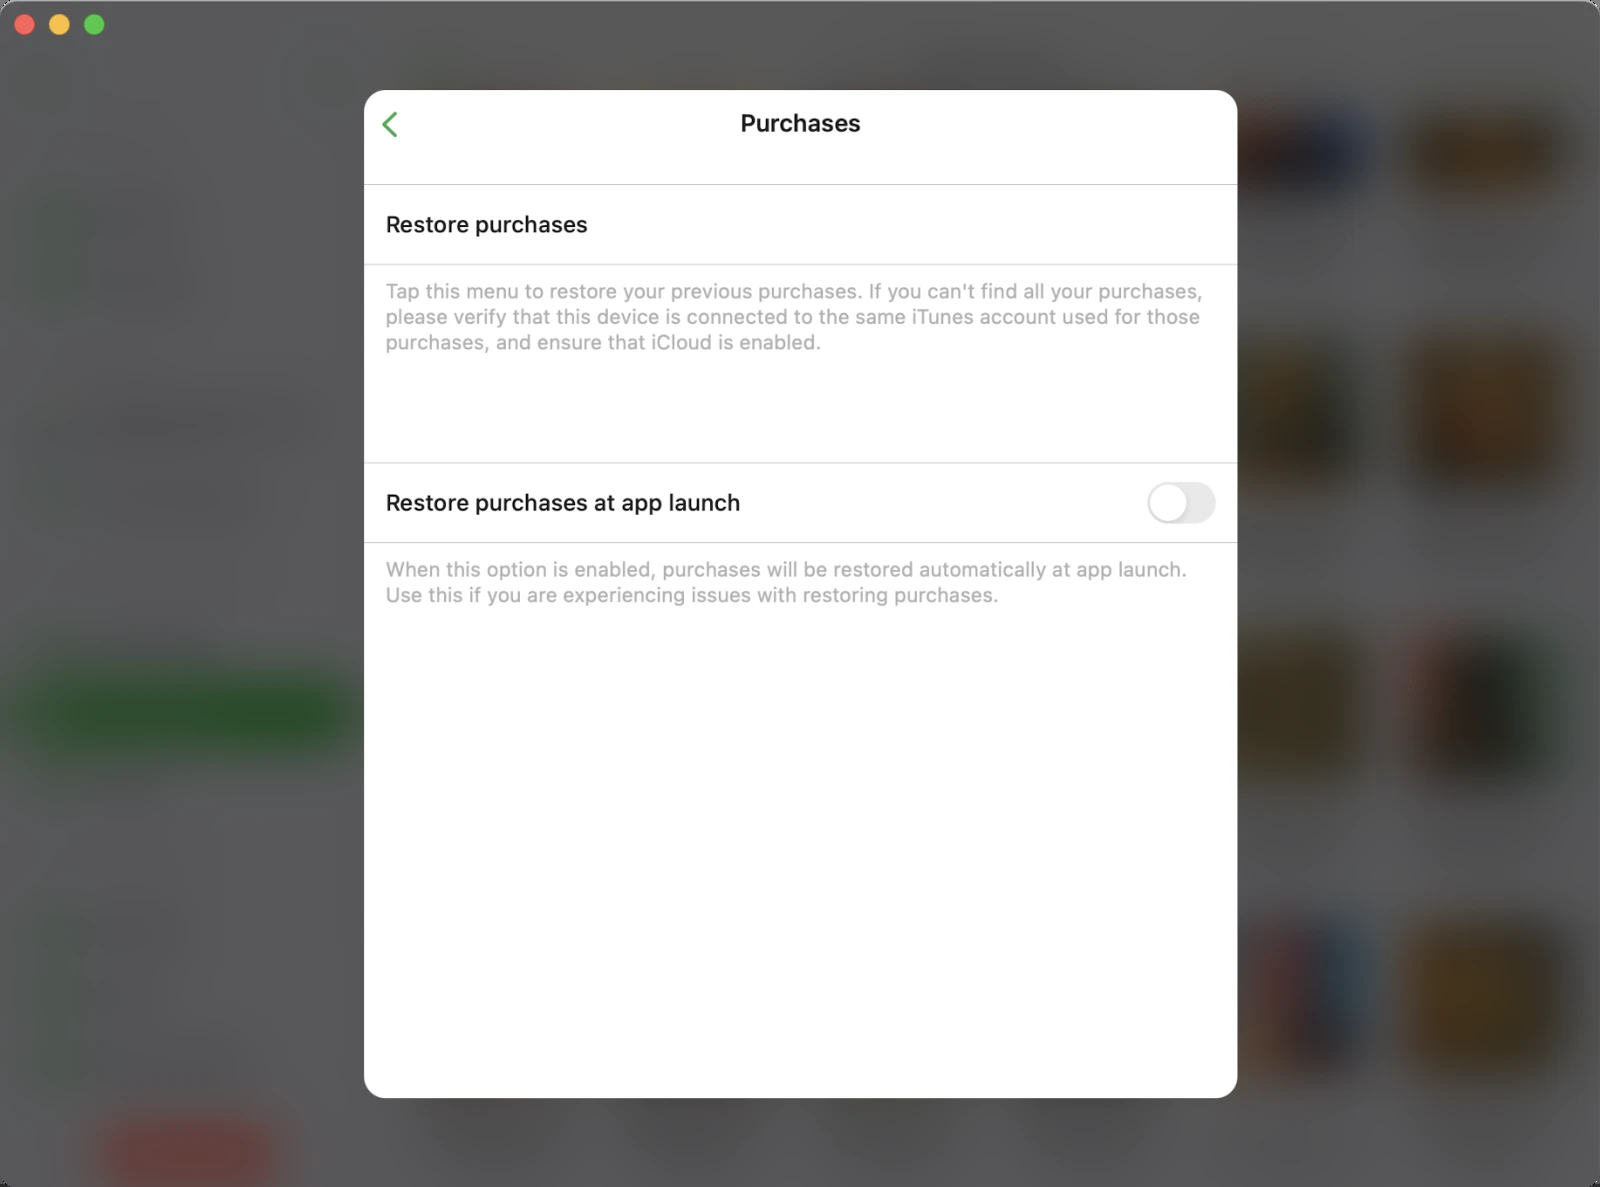 Purchases
Restore purchases
Tap this menu to restore your previous purchases. If you can't find all your purchases,
please verify that this device is connected to the same iTunes account used for those
purchases, and ensure that iCloud is enabled.
Restore purchases at app launch
When this option is enabled, purchases will be restored automatically at app launch.
Use this if you are experiencing issues with restoring purchases.